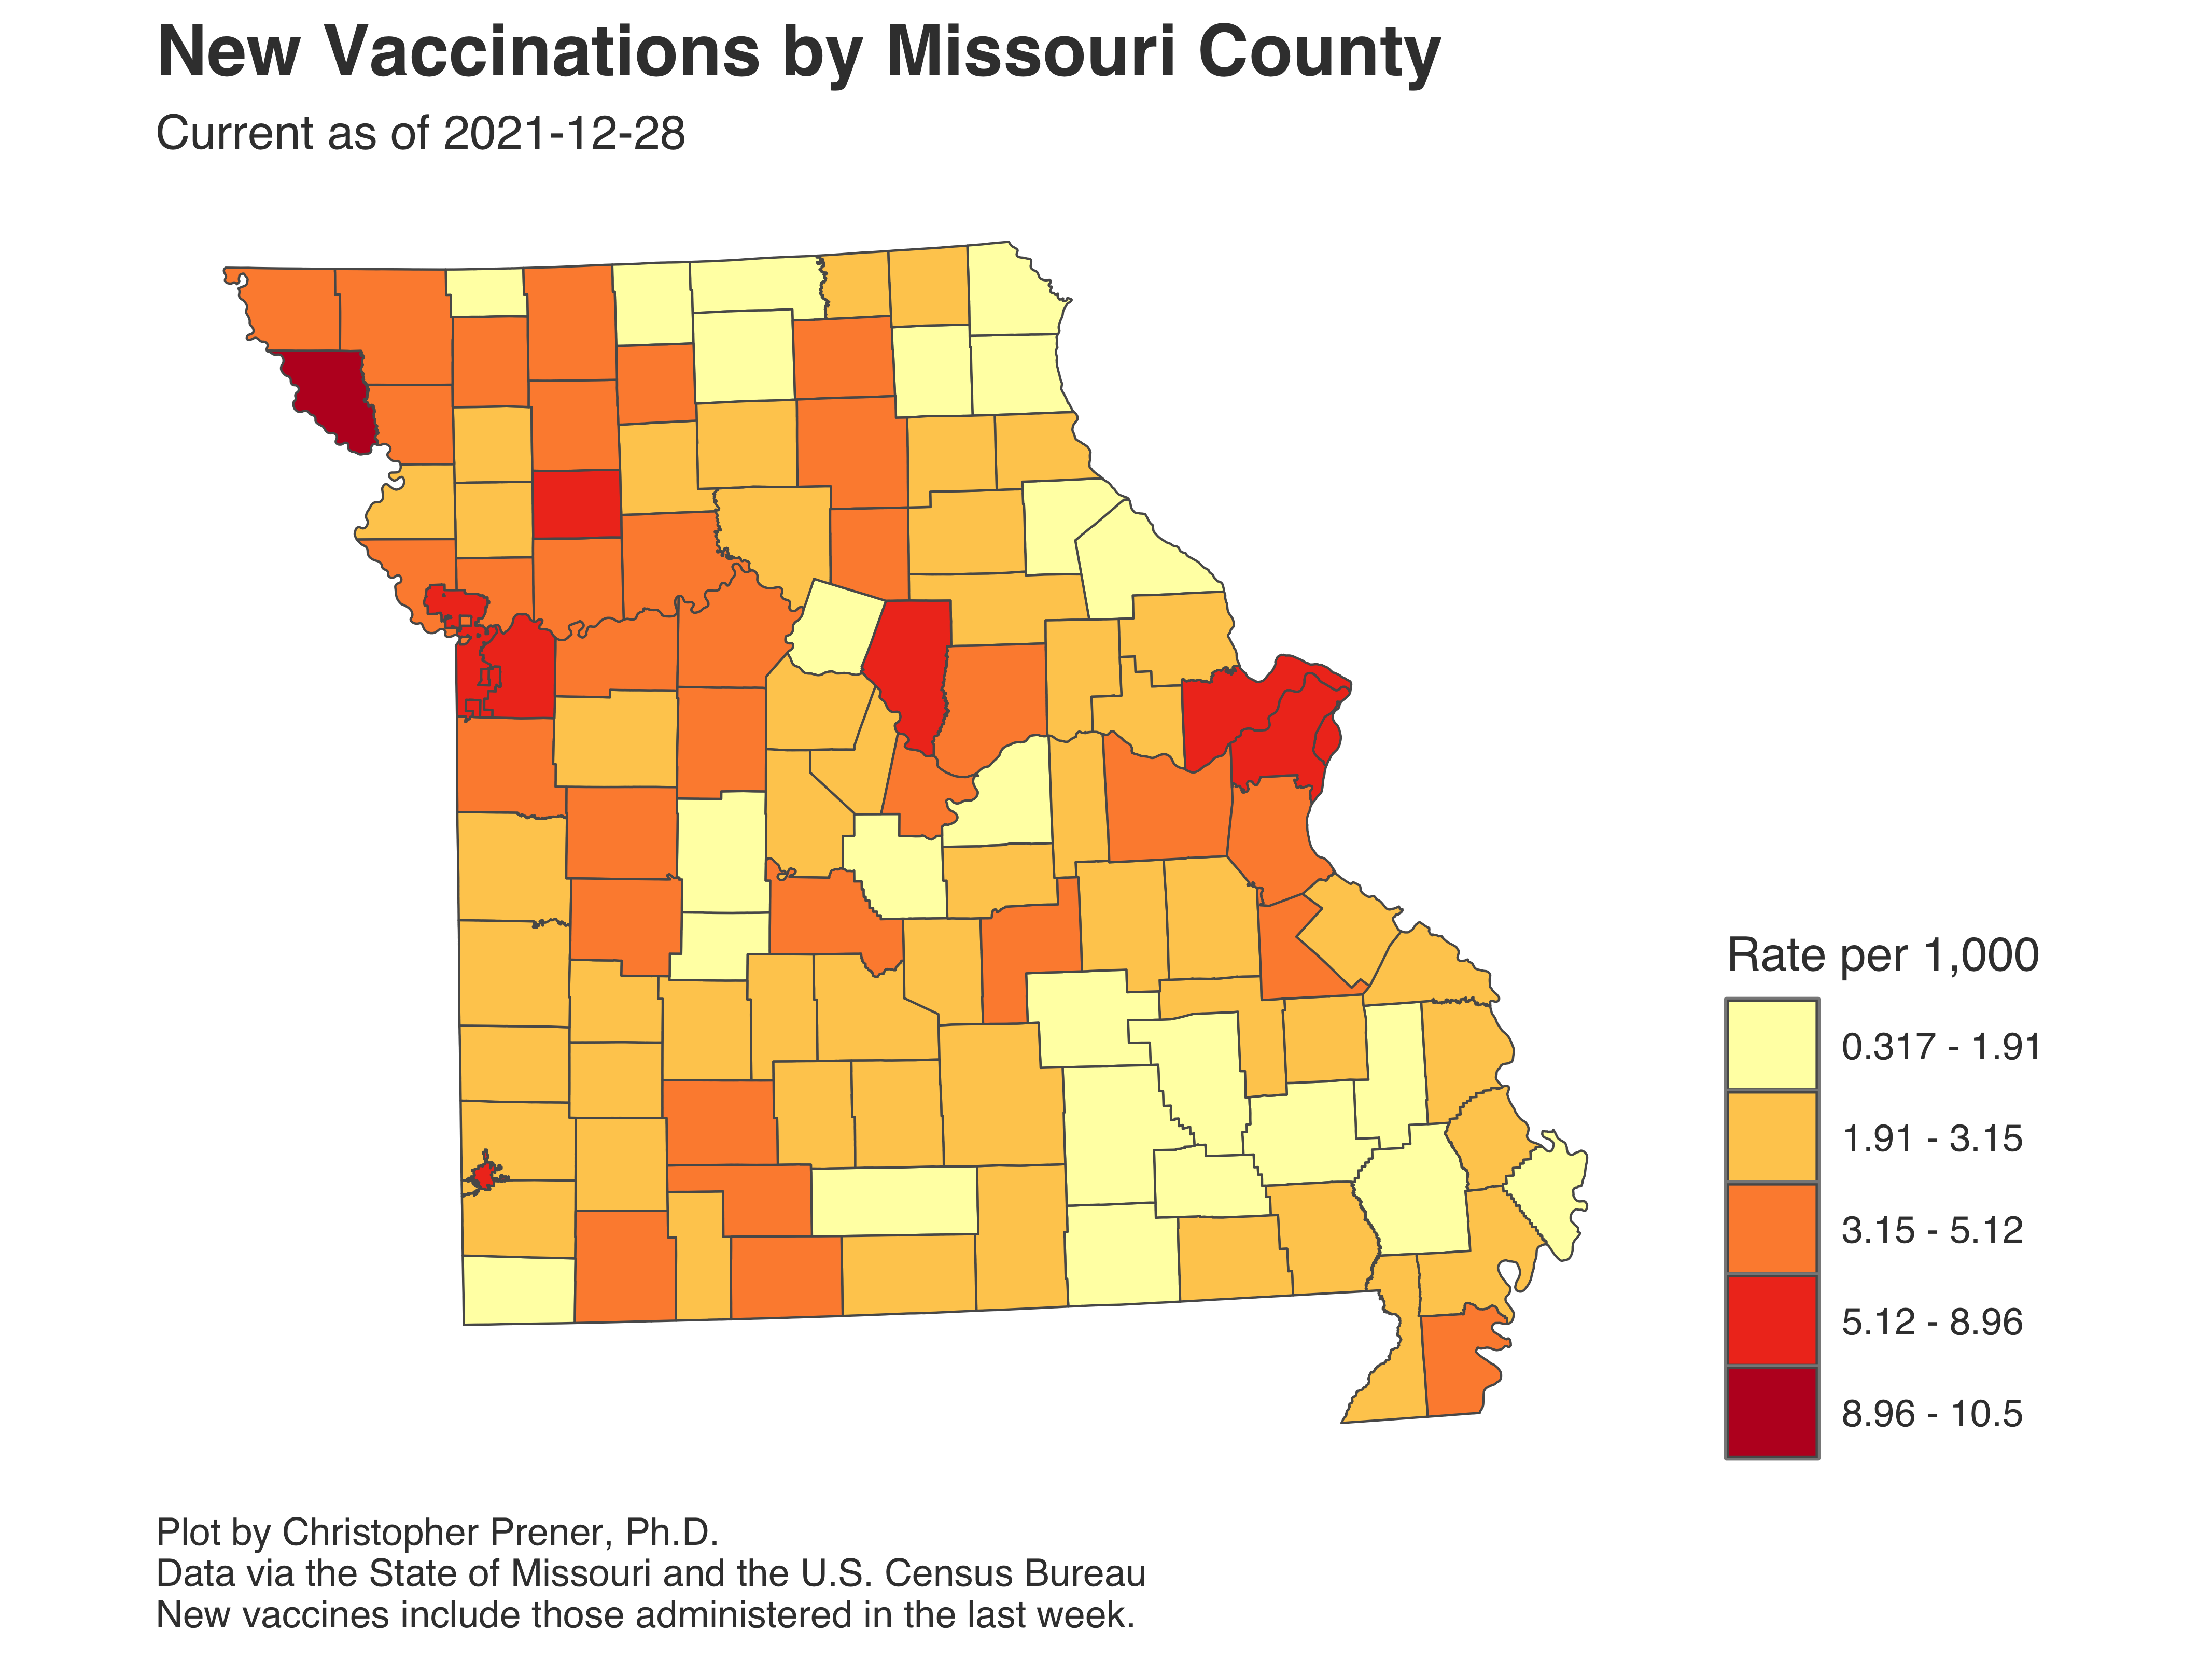 New Vaccinations by Missouri County
Current as of 2021-12-28
Rate per 1,000
0.317 - 1.91
1.91 - 3.15
3.15 - 5.12
5.12 - 8.96
8.96 - 10.5
Plot by Christopher Prener, Ph.D.
Data via the State of Missouri and the U.S. Census Bureau
New vaccines include those administered in the last week.